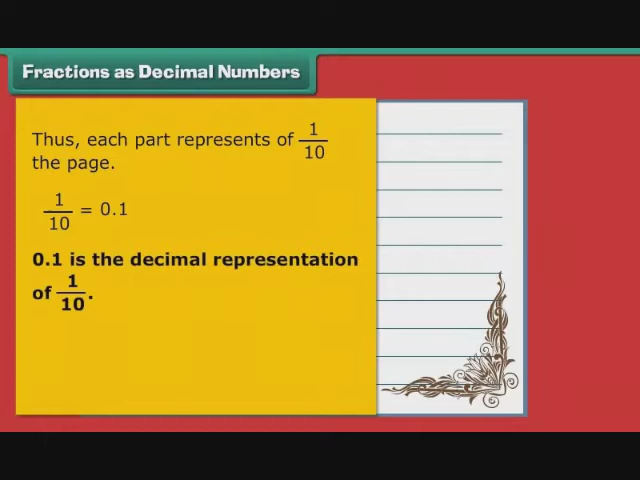 Fractions as Decimal Numbers
Thus, each part represents of 1/10
the page.
1/10 = 0.1
0.1 is the decimal representation
of 1/10.